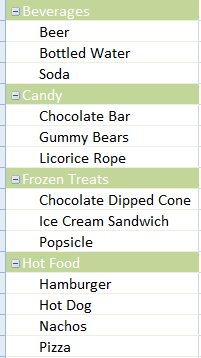 Beverages
Beer
Bottled Water
Soda
Candy
Chocolate Bar
Gummy Bears
Licorice Rope
Frozen Treats
Chocolate Dipped Cone
Ice Cream Sandwich
Popsicle
Hot Food
Hamburger
Hot Dog
Nachos
Pizza